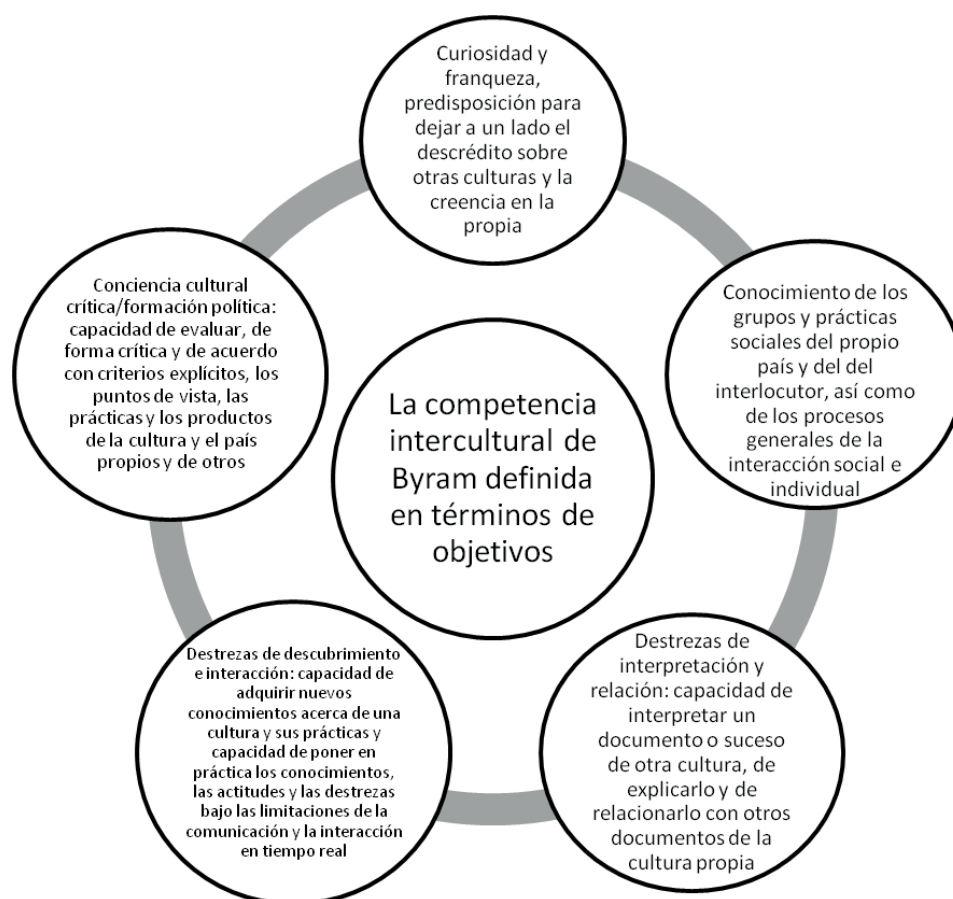 Curiosidad y
franqueza,
predisposición para
dejar a un lado el
descrédito sobre
otras culturas y la
creencia en la
propia
Conocimiento de los
grupos y prácticas
sociales del propio
país y del del
interlocutor, así como
de los procesos
generales de la
interacción social e
individual
Destrezas de
interpretación y
relación: capacidad de
interpretar un
documento o suceso
de otra cultura, de
explicarlo y de
relacionarlo con otros
documentos de la
cultura propia
Destrezas de descubrimiento
e interacción: capacidad de
adquirir nuevos
conocimientos acerca de una
cultura y sus prácticas y
capacidad de poner en
práctica los conocimientos,
las actitudes y las destrezas
bajo las limitaciones de la
comunicación y la interacción
en tiempo real
Conciencia cultural
crítica/formación política:
capacidad de evaluar, de
forma crítica y de acuerdo
con criterios explícitos, los
puntos de vista, las
prácticas y los productos
de la cultura y el país
propios y de otros
La competencia
intercultural de
Byram definida
en términos de
objetivos